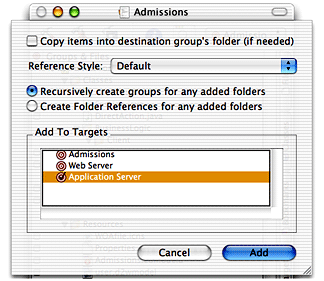 Admissions
Copy items into destination group's folder (if needed)
Reference Style: Default
Recursively create groups for any added folders
Create Folder References for any added folders
Add To Targets
Admissions
Web Server
Application Server
Cancel
Add